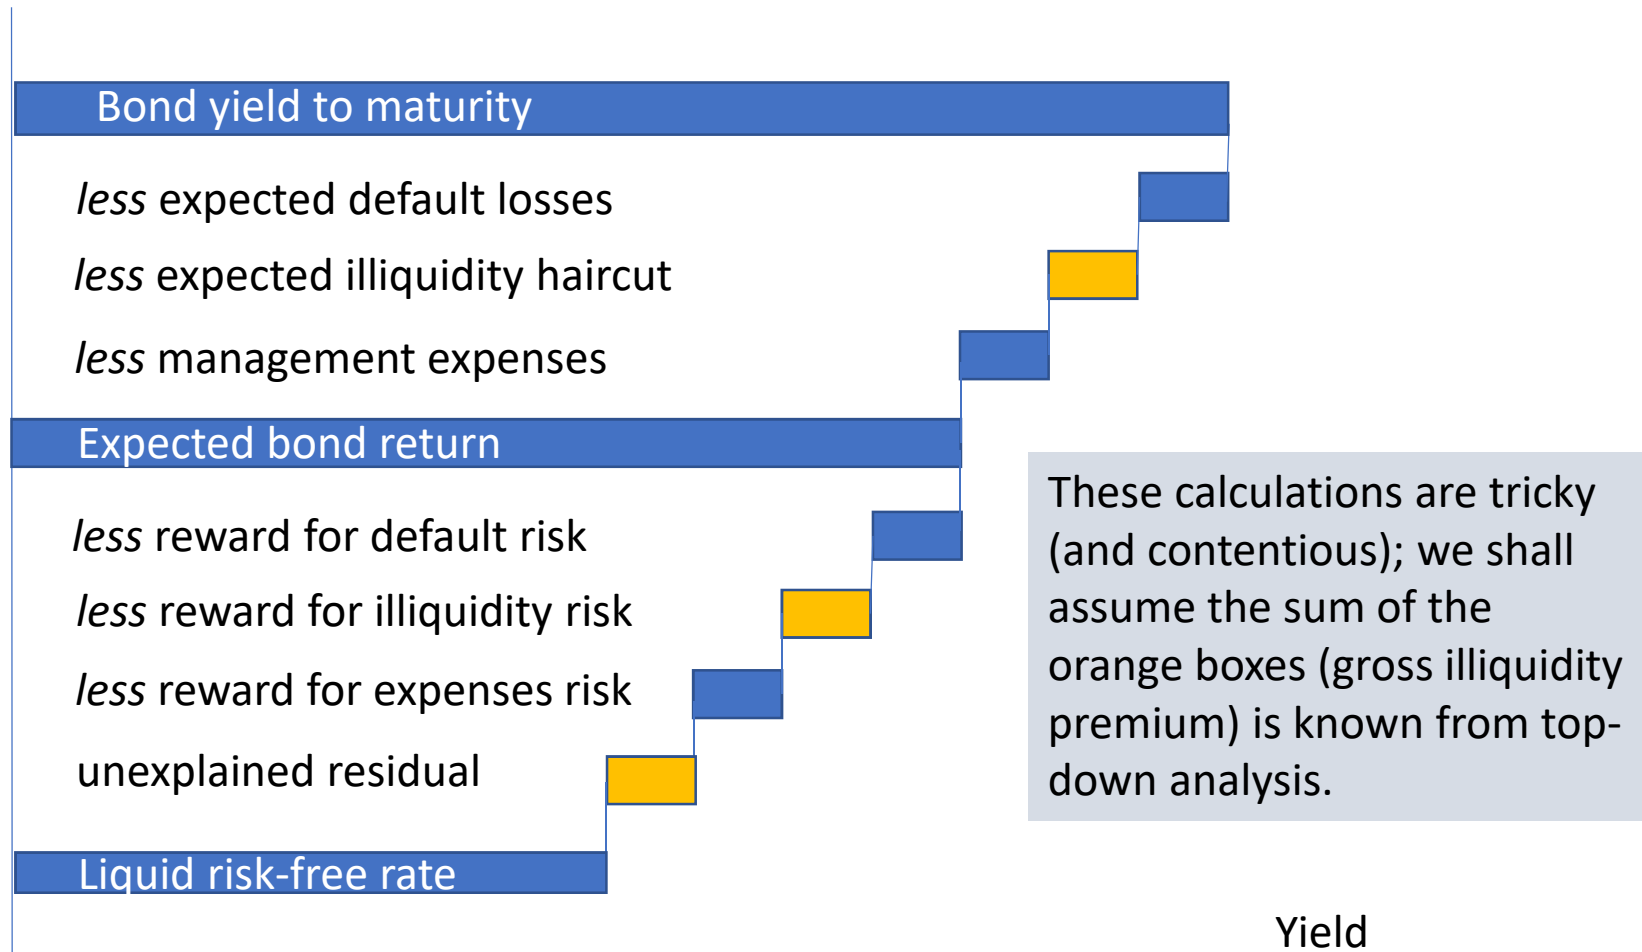 Bond yield to maturity
less expected default losses
less expected illiquidity haircut
less management expenses
Expected bond return
less reward for default risk
less reward for illiquidity risk
less reward for expenses risk
unexplained residual
Liquid risk-free rate
These calculations are tricky
(and contentious); we shall
assume the sum of the
orange boxes (gross illiquidity
premium) is known from top-
down analysis.
Yield